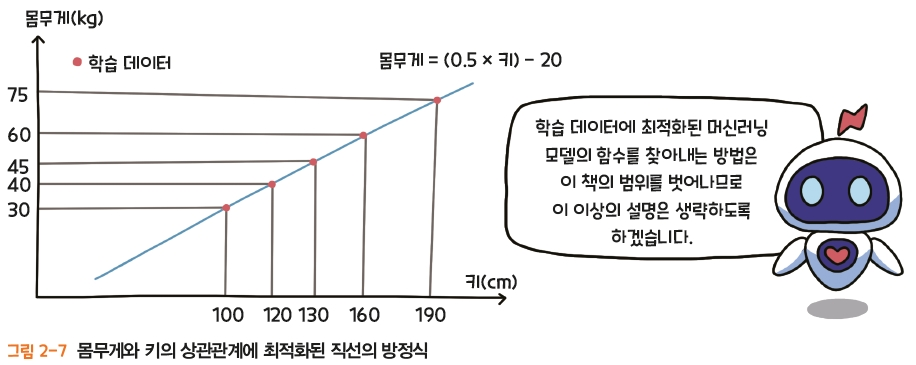 몸무게(kg)
학습 데이터
몸무게 = (0.5 × 키) - 20
75
60
45
40
30
키(cm)
100 120 130 160 190
학습 데이터에 최적화된 머신러닝
모델의 함수를 찾아내는 방법은
이 책의 범위를 벗어나므로
이 이상의 설명은 생략하도록
하겠습니다.
그림 2-7 몸무게와 키의 상관관계에 최적화된 직선의 방정식